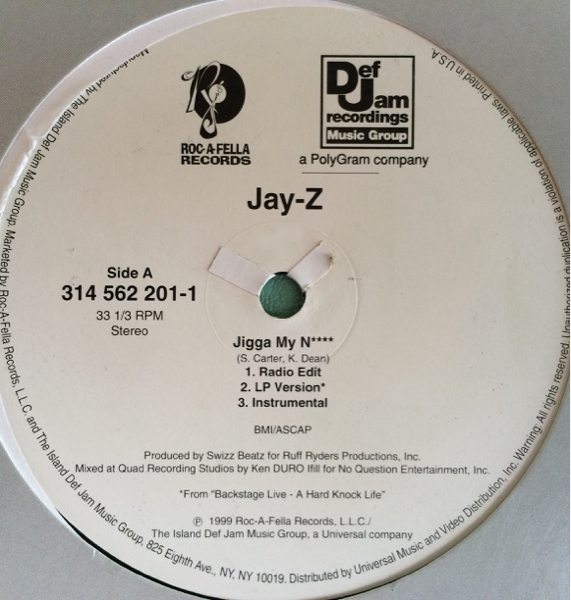 ROC-A-FELLA
RECORDS
Def
Jam
recordings
Music Group
a PolyGram company
Jay-Z
Side A
314 562 201-1
33 1/3 RPM
Stereo
Jigga My N****
(S. Carter, K. Dean)
1. Radio Edit
2. LP Version*
3. Instrumental
BMI/ASCAP
Produced by Swizz Beatz for Ruff Ryders Productions, Inc.
Mixed at Quad Recording Studios by Ken DURO Ifill for No Question Entertainment, Inc.
*From "Backstage Live - A Hard Knock Life"
℗ 1999 Roc-A-Fella Records, L.L.C./
The Island Def Jam Music Group, a Universal company
Manufactured by The Island Def Jam Music Group. Marketed by Roc-A-Fella Records, L.L.C. and The Island Def Jam Music Group, 825 Eighth Ave., NY, NY 10019. Distributed by Universal Music and Video Distribution, Inc. Warning: All rights reserved. Unauthorized duplication is a violation of applicable laws. Printed in U.S.A.